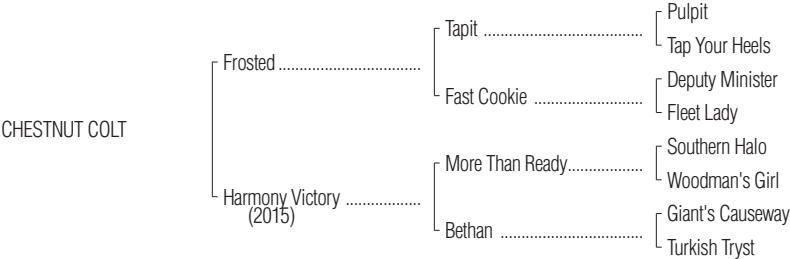 Pulpit
Tapit ......................................
Tap Your Heels
Frosted ..................................
Deputy Minister
Fast Cookie ..........................
Fleet Lady
CHESTNUT COLT
Southern Halo
More Than Ready..................
Woodman's Girl
Harmony Victory ..................
(2015)
Giant's Causeway
Bethan ..................................
Turkish Tryst